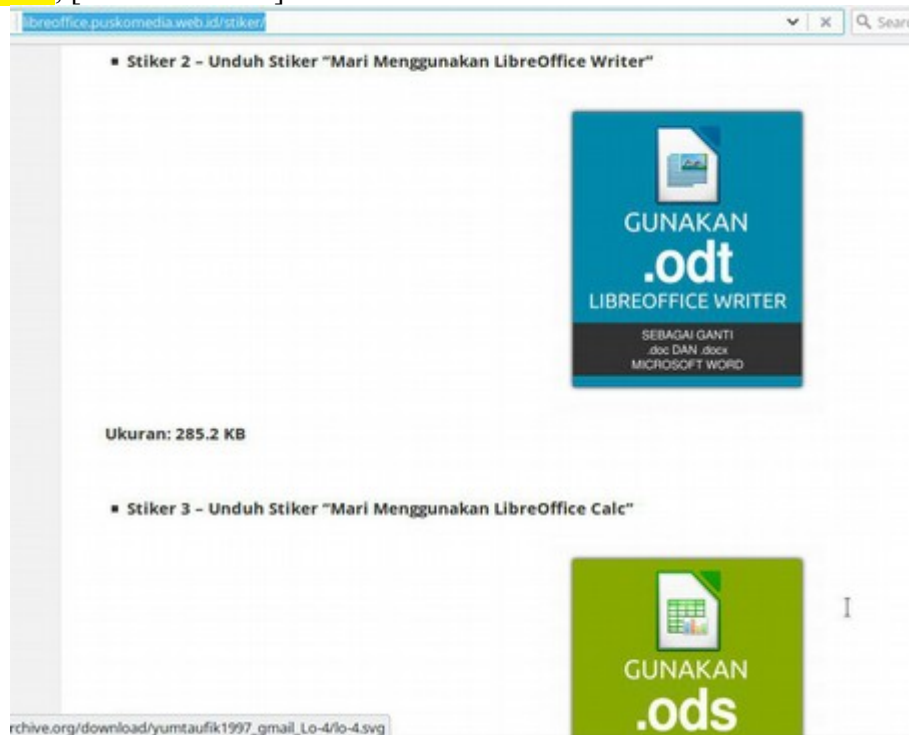 libreoffice.puskomedia.web.id/stiker/
Sear
▪ Stiker 2 – Unduh Stiker “Mari Menggunakan LibreOffice Writer”
GUNAKAN
.odt
LIBREOFFICE WRITER
SEBAGAI GANTI
.doc DAN .docx
MICROSOFT WORD
Ukuran: 285.2 KB
▪ Stiker 3 – Unduh Stiker “Mari Menggunakan LibreOffice Calc”
GUNAKAN
.ods
rchive.org/download/yumtaufik1997_gmail_Lo-4/lo-4.svg